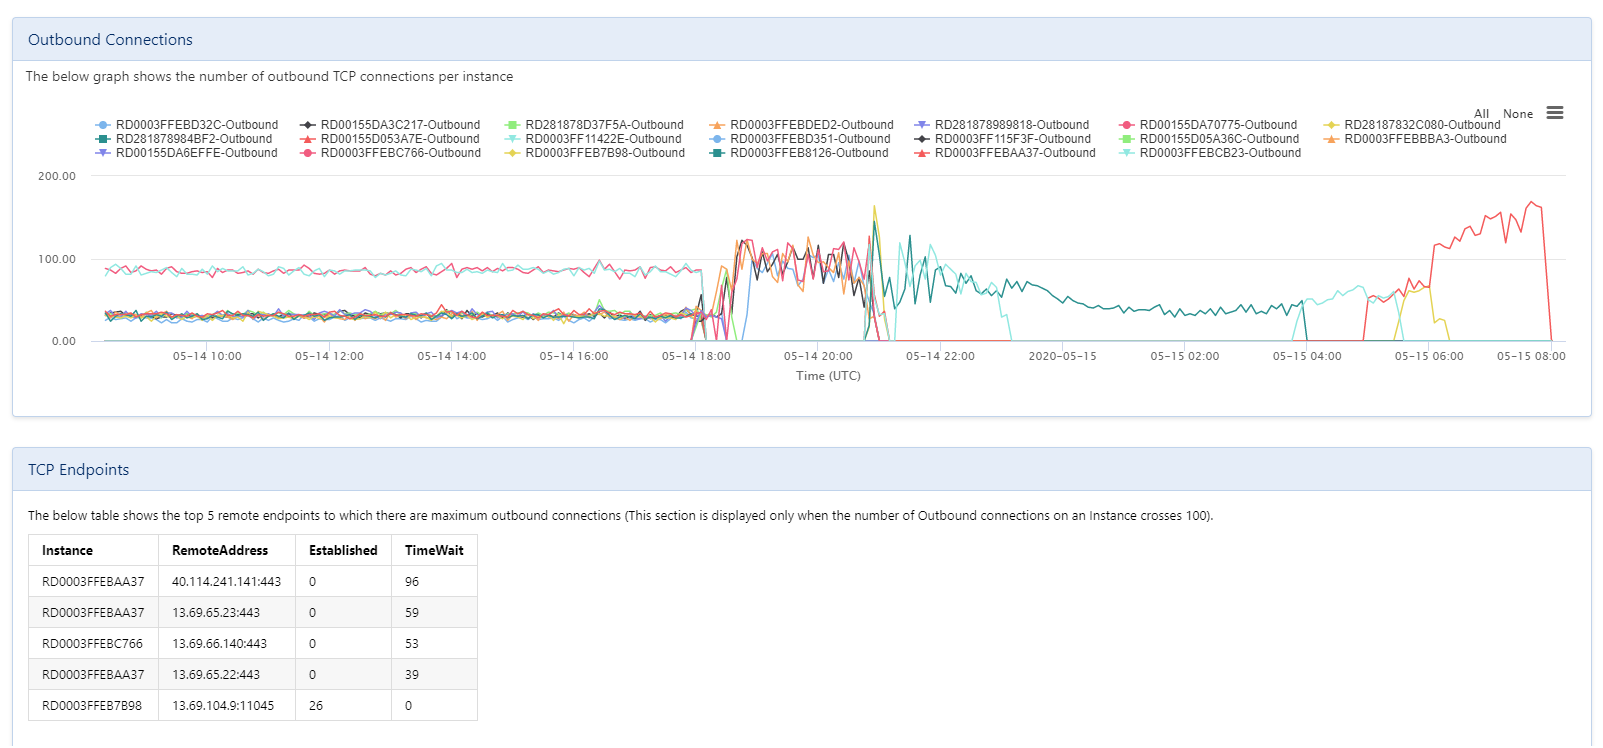 Outbound Connections
The below graph shows the number of outbound TCP connections per instance
All None
RD0003FFEBD32C-Outbound RD00155DA3C217-Outbound RD281878D37F5A-Outbound RD0003FFEBDED2-Outbound RD281878989818-Outbound RD00155DA70775-Outbound RD28187832C080-Outbound
RD281878984BF2-Outbound RD00155D053A7E-Outbound RD0003FF11422E-Outbound RD0003FFEBD351-Outbound RD0003FF115F3F-Outbound RD00155D05A36C-Outbound RD0003FFEBBBA3-Outbound
RD00155DA6EFFE-Outbound RD0003FFEBC766-Outbound RD0003FFEB7B98-Outbound RD0003FFEB8126-Outbound RD0003FFEBAA37-Outbound RD0003FFEBCB23-Outbound
200.00
100.00
0.00
05-14 10:00 05-14 12:00 05-14 14:00 05-14 16:00 05-14 18:00 05-14 20:00 05-14 22:00 2020-05-15 05-15 02:00 05-15 04:00 05-15 06:00 05-15 08:00
Time (UTC)
TCP Endpoints
The below table shows the top 5 remote endpoints to which there are maximum outbound connections (This section is displayed only when the number of Outbound connections on an Instance crosses 100).
Instance RemoteAddress Established TimeWait
RD0003FFEBAA37 40.114.241.141:443 0 96
RD0003FFEBAA37 13.69.65.23:443 0 59
RD0003FFEBC766 13.69.66.140:443 0 53
RD0003FFEBAA37 13.69.65.22:443 0 39
RD0003FFEB7B98 13.69.104.9:11045 26 0